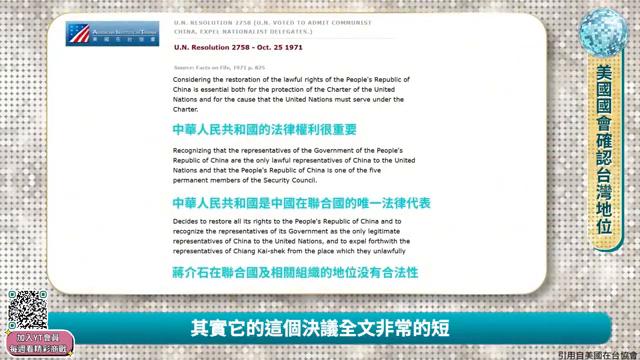 AMERICAN INSTITUTE IN TAIWAN
美國在台協會
U.N. RESOLUTION 2758 (U.N. VOTED TO ADMIT COMMUNIST
CHINA, EXPEL NATIONALIST DELEGATES.)
U.N. Resolution 2758 - Oct. 25 1971
Source: Facts on File, 1971 p. 825
Considering the restoration of the lawful rights of the People's Republic of
China is essential both for the protection of the Charter of the United
Nations and for the cause that the United Nations must serve under the
Charter.
中華人民共和國的法律權利很重要
Recognizing that the representatives of the Government of the People's
Republic of China are the only lawful representatives of China to the United
Nations and that the People's Republic of China is one of the five
permanent members of the Security Council.
中華人民共和國是中國在聯合國的唯一法律代表
Decides to restore all its rights to the People's Republic of China and to
recognize the representatives of its Government as the only legitimate
representatives of China to the United Nations, and to expel forthwith the
representatives of Chiang Kai-shek from the place which they unlawfully
蔣介石在聯合國及相關組織的地位沒有合法性
美國國會確認台灣地位
加入YT會員
每週看精彩商戰
其實它的這個決議全文非常的短
引用自美國在台協會